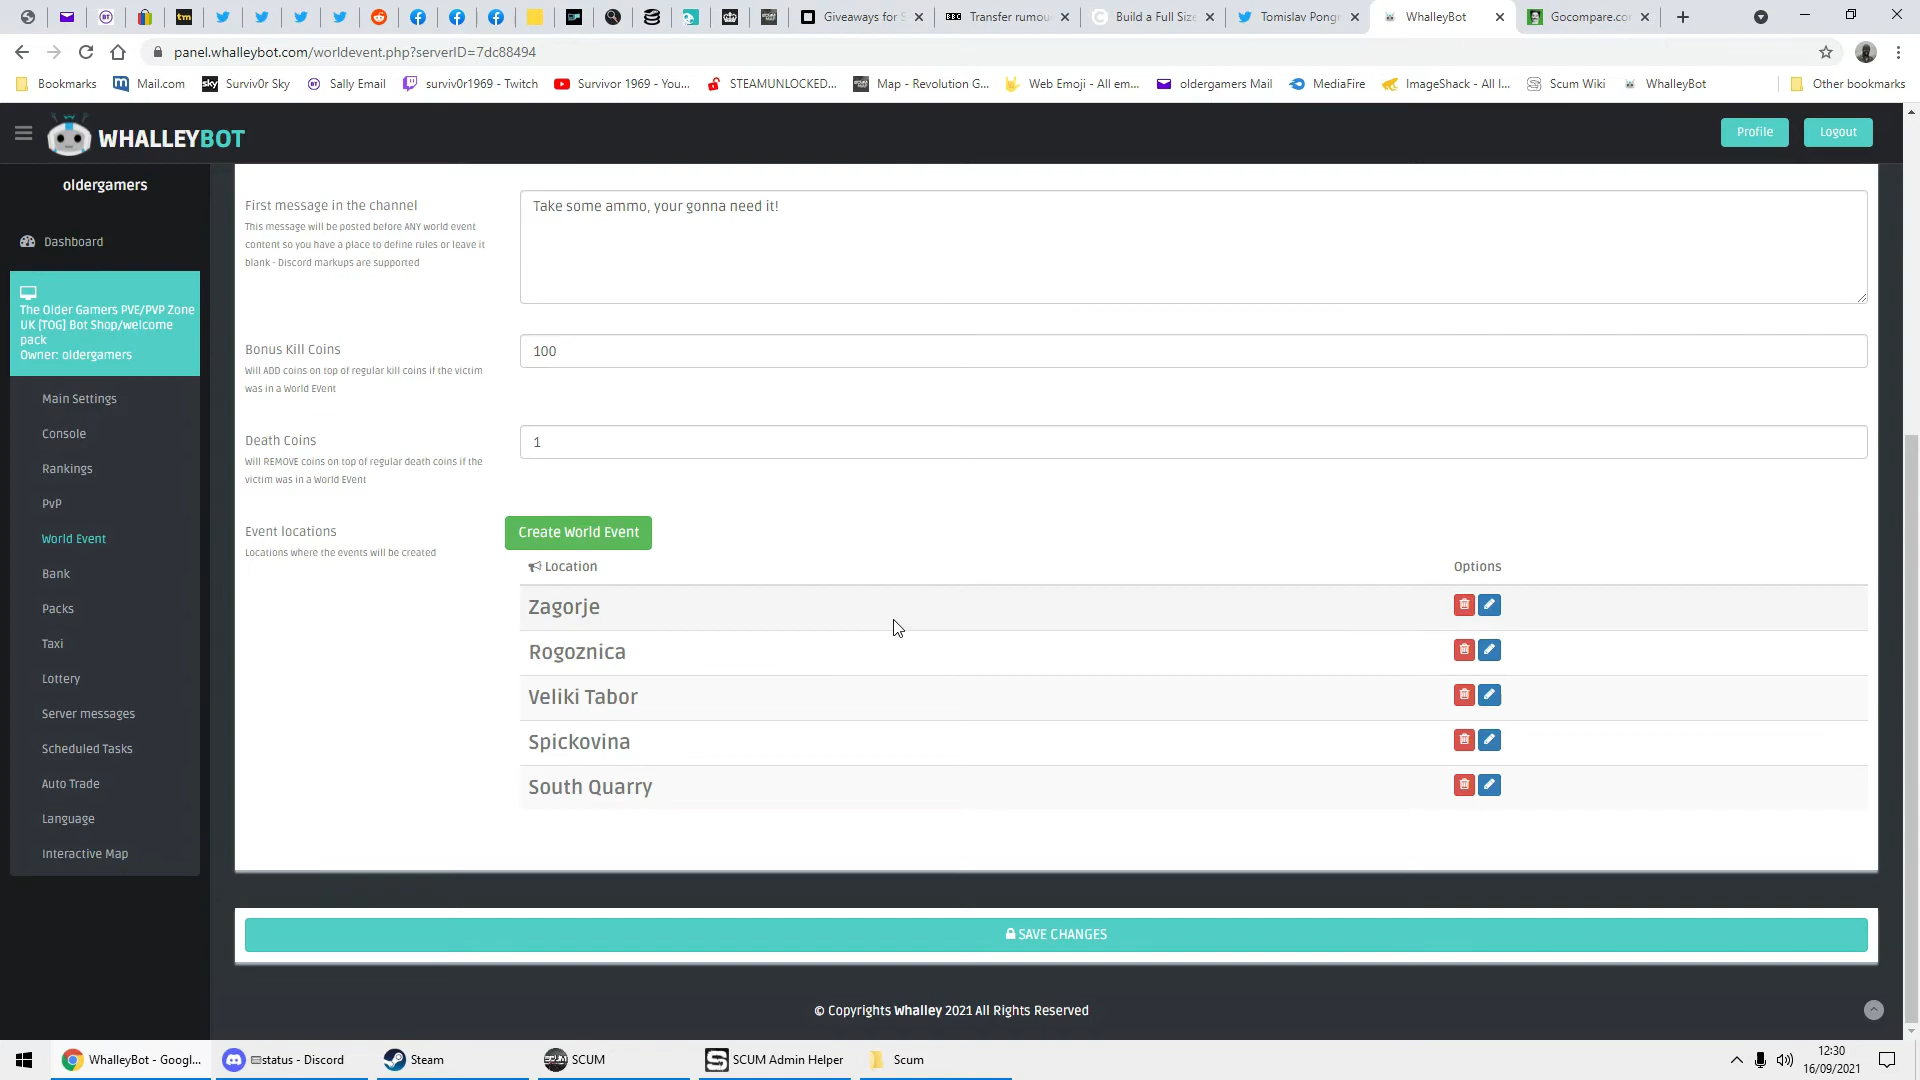 Giveaways for S
Transfer rumou
Build a Full Size
Tomislav Pongr
WhalleyBot
Gocompare.cor
panel.whalleybot.com/worldevent.php?serverID=7dc88494
Bookmarks
Mail.com
Surviv0r Sky
Sally Email
surviv0r1969 - Twitch
Survivor 1969 - You...
STEAMUNLOCKED...
Map - Revolution G...
Web Emoji - All em...
oldergamers Mail
MediaFire
ImageShack - All I...
Scum Wiki
WhalleyBot
Other bookmarks
WHALLEYBOT
Profile
Logout
oldergamers
Dashboard
The Older Gamers PVE/PVP Zone
UK [TOG] Bot Shop/welcome
pack
Owner: oldergamers
Main Settings
Console
Rankings
PvP
World Event
Bank
Packs
Taxi
Lottery
Server messages
Scheduled Tasks
Auto Trade
Language
Interactive Map
First message in the channel
This message will be posted before ANY world event
content so you have a place to define rules or leave it
blank - Discord markups are supported
Take some ammo, your gonna need it!
Bonus Kill Coins
Will ADD coins on top of regular kill coins if the victim
was in a World EVent
100
Death Coins
Will REMOVE coins on top of regular death coins if the
victim was in a World EVent
1
Event locations
Locations where the events will be created
Create World Event
Location
Options
Zagorje
Rogoznica
Veliki Tabor
Spickovina
South Quarry
SAVE CHANGES
© Copyrights Whalley 2021 All Rights Reserved
WhalleyBot - Googl...
status - Discord
Steam
SCUM
SCUM Admin Helper
Scum
12:30
16/09/2021